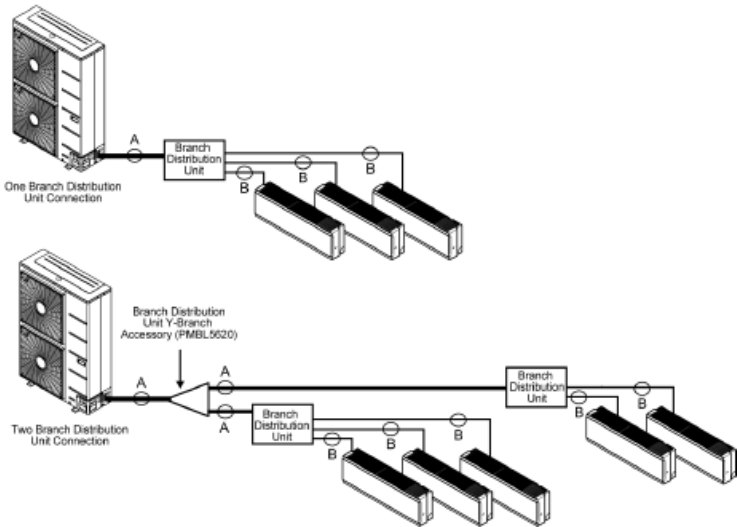 A
Branch
Distribution
Unit
B
B
B
One Branch Distribution
Unit Connection
Branch Distribution
Unit Y-Branch
Accessory (PMBL5620)
A
A
A
Branch
Distribution
Unit
B
B
Branch
Distribution
Unit
B
B
B
Two Branch Distribution
Unit Connection